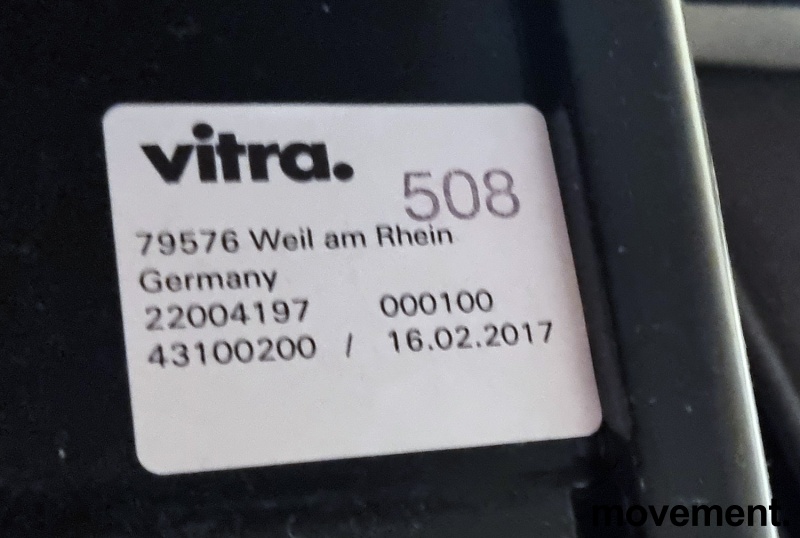 vitra.
508
79576 Weil am Rhein
Germany
22004197 000100
43100200 / 16.02.2017
movement.